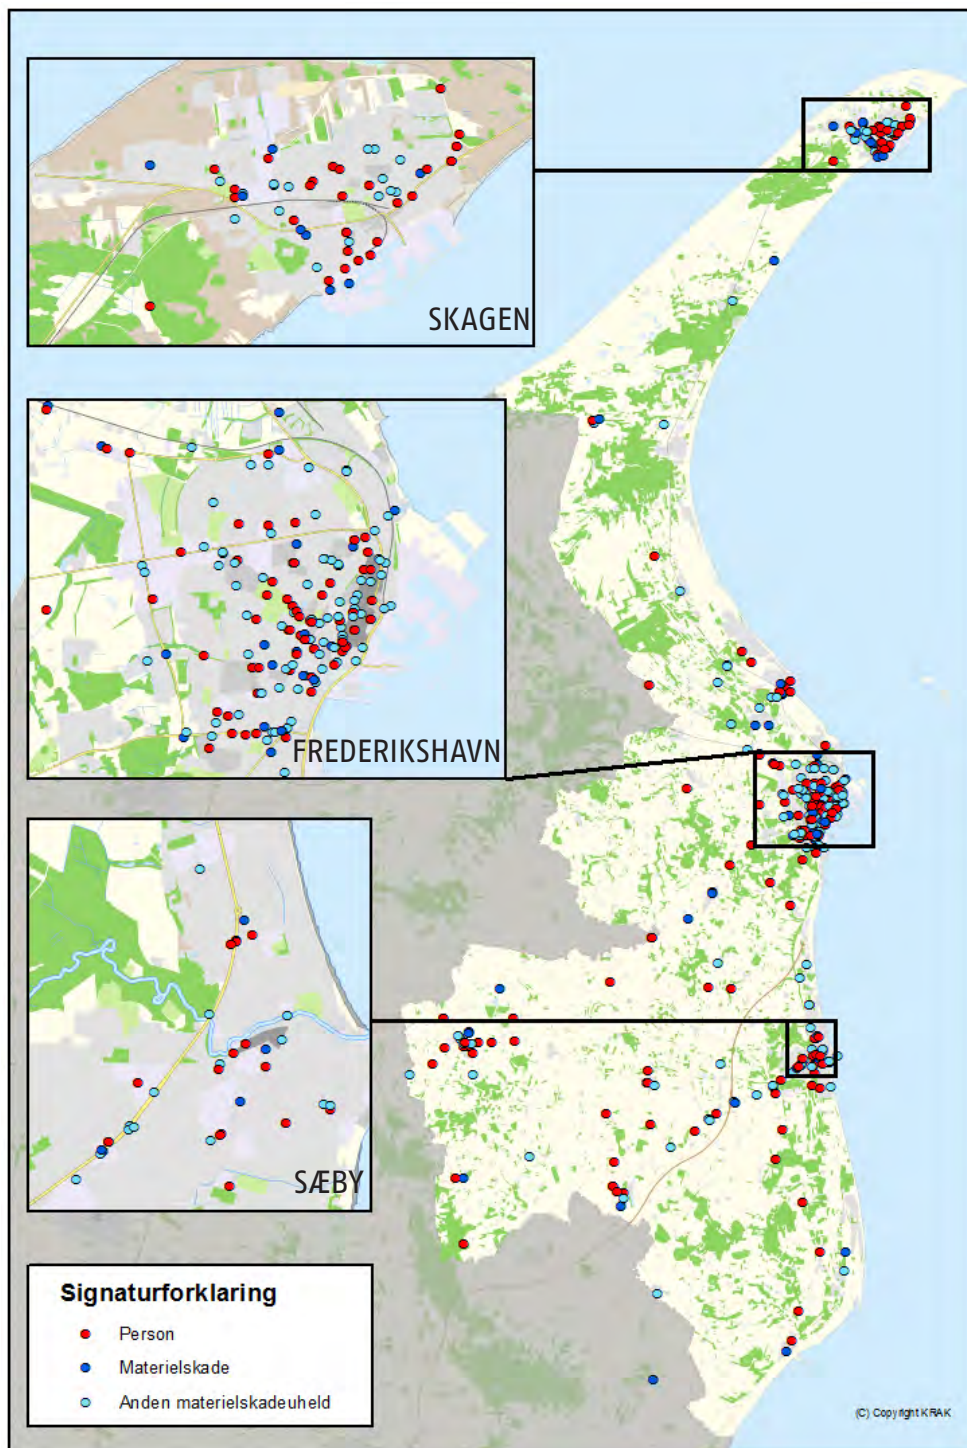 SKAGEN
FREDERIKSHAVN
SÆBY
Signaturforklaring
Person
Materielskade
Anden materielskadeuheld
(C) Copyright KRAK